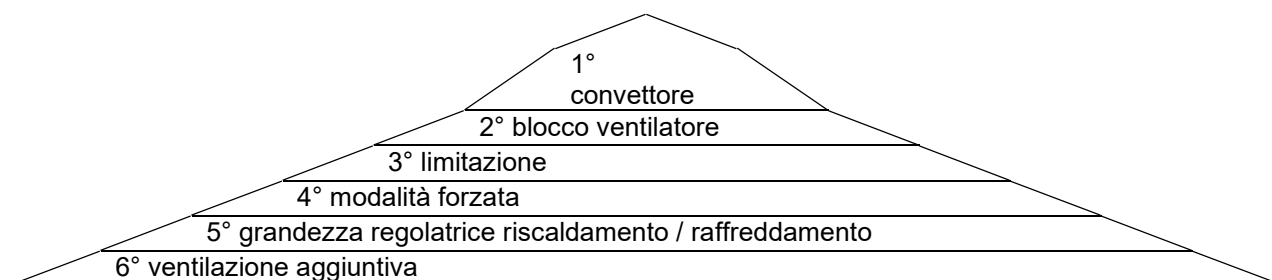 1°
convettore
2° blocco ventilatore
3° limitazione
4° modalità forzata
5° grandezza regolatrice riscaldamento / raffreddamento
6° ventilazione aggiuntiva